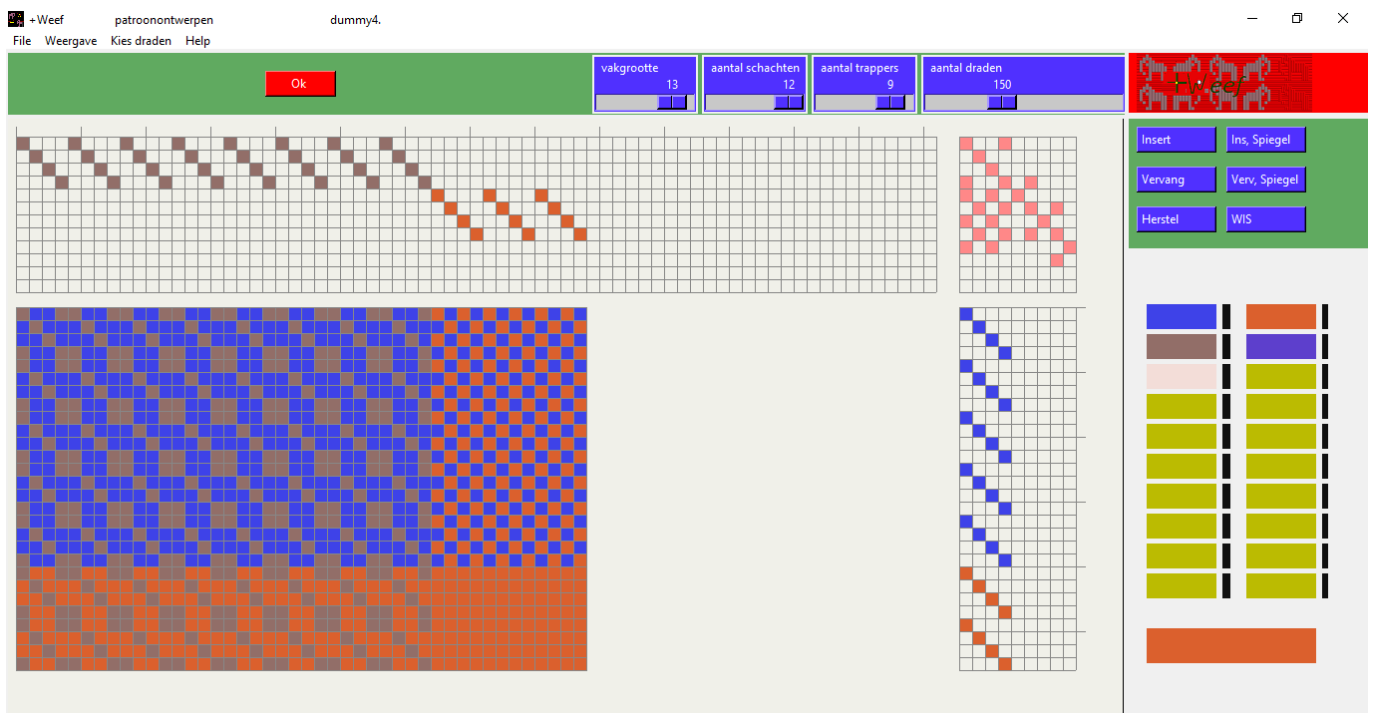 +Weef patroonontwerpen dummy4.
File Weergave Kies draden Help
Ok
vakgrootte
13
aantal schachten
12
aantal trappers
9
aantal draden
150
+Weef
Insert
Ins, Spiegel
Vervang
Verv, Spiegel
Herstel
WIS